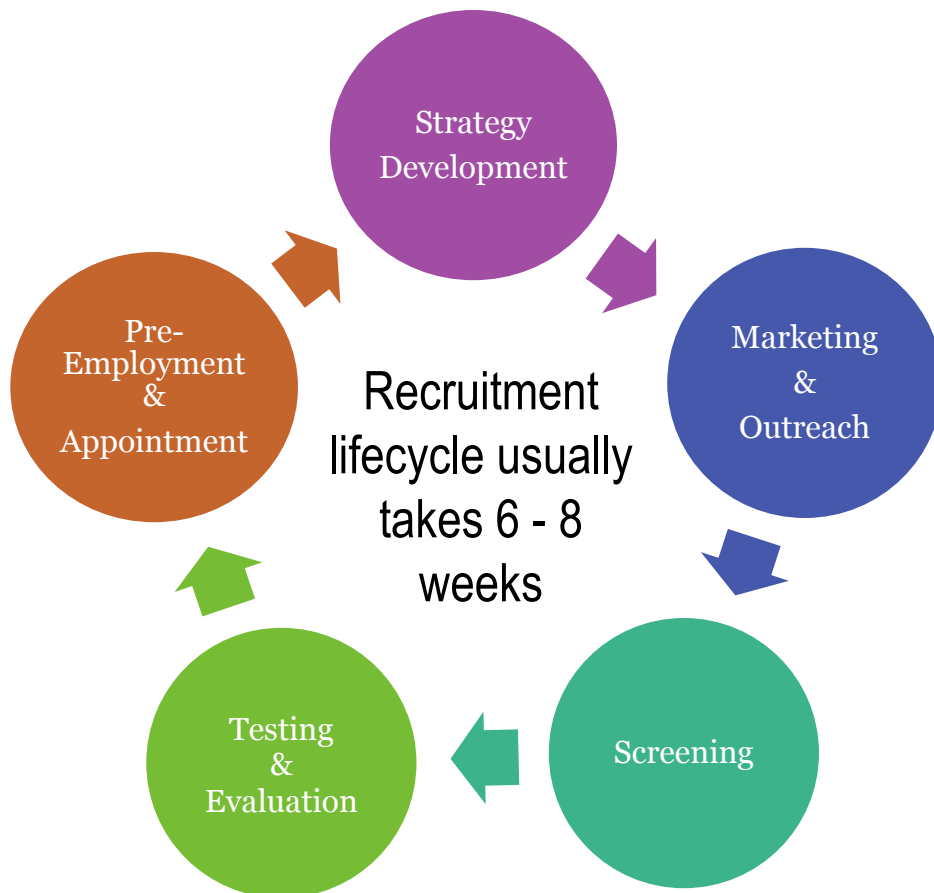 Strategy
Development
Marketing
&
Outreach
Screening
Testing
&
Evaluation
Pre-
Employment
&
Appointment
Recruitment
lifecycle usually
takes 6 - 8
weeks